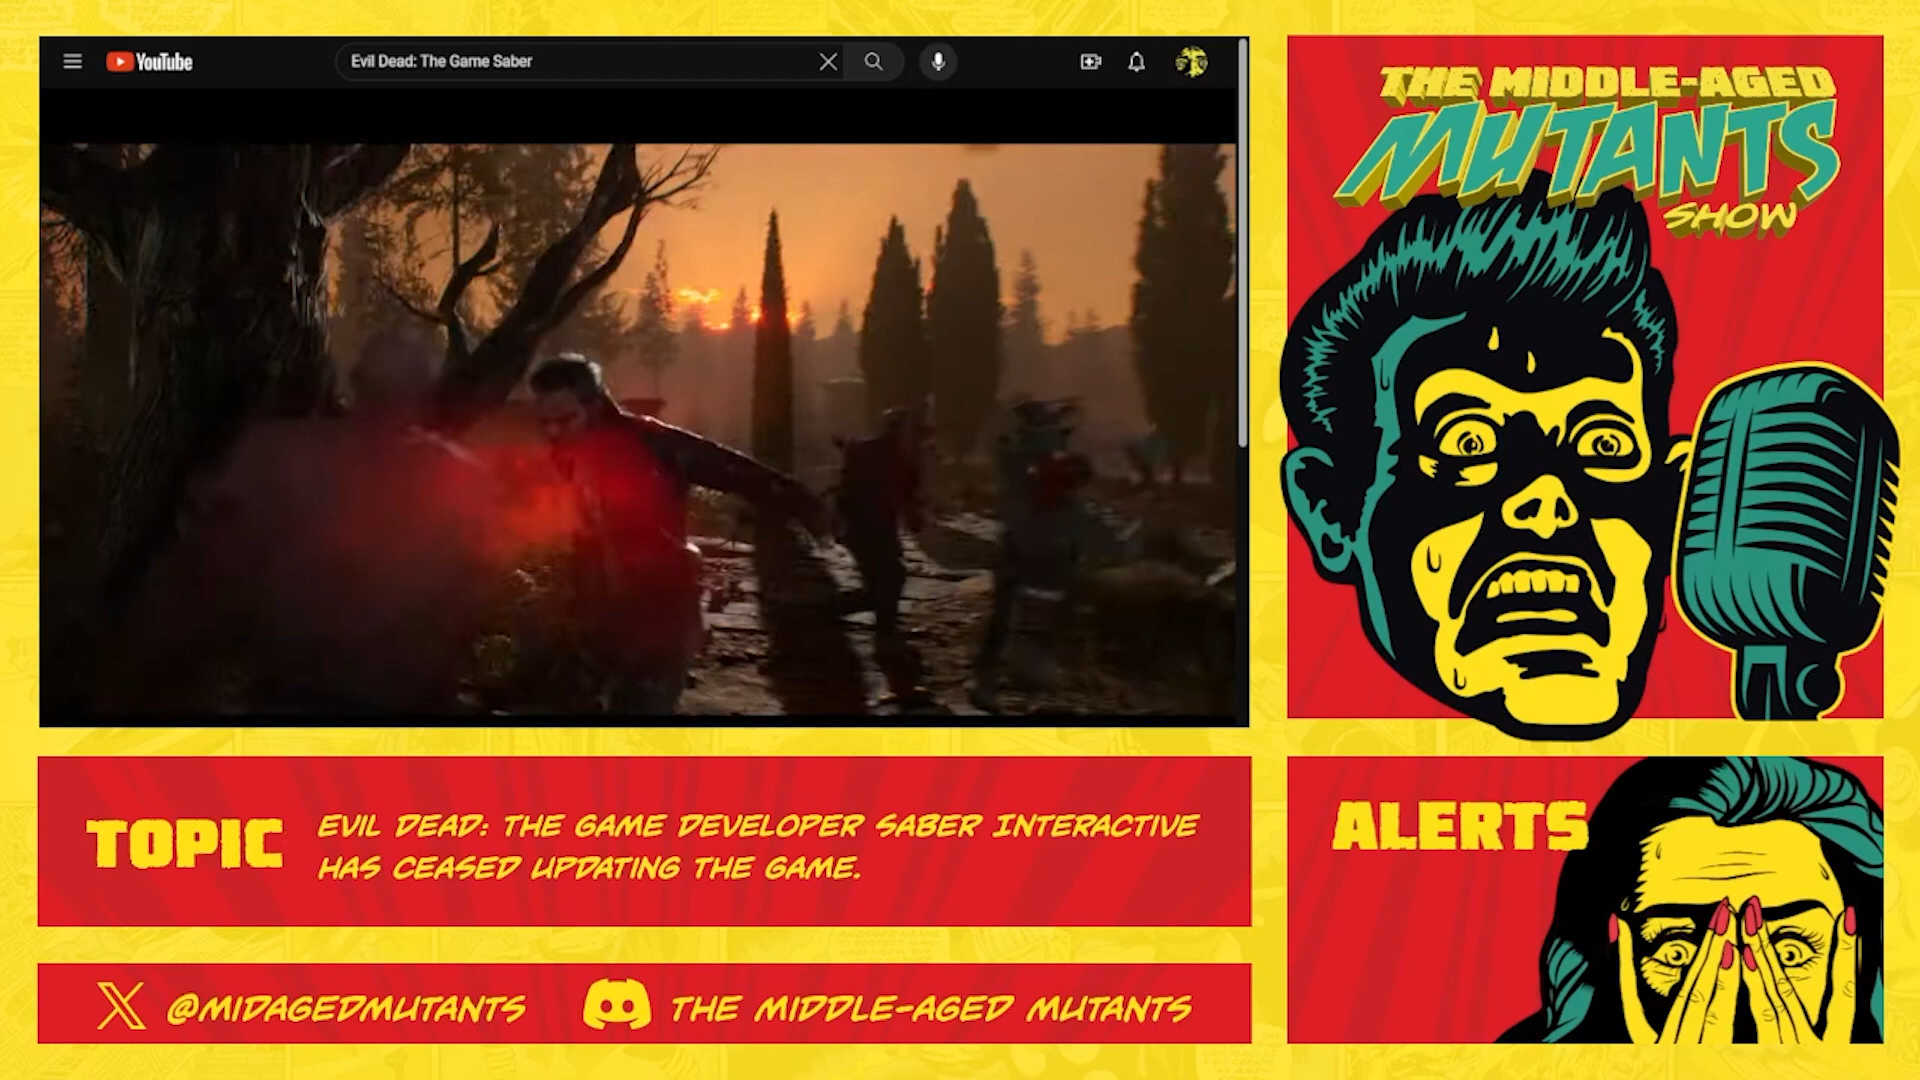 YouTube
Evil Dead: The Game Saber
THE MIDDLE-AGED
MUTANTS
SHOW
TOPIC
EVIL DEAD: THE GAME DEVELOPER SABER INTERACTIVE
HAS CEASED UPDATING THE GAME.
ALERTS
@MIDAGEDMUTANTS
THE MIDDLE-AGED MUTANTS